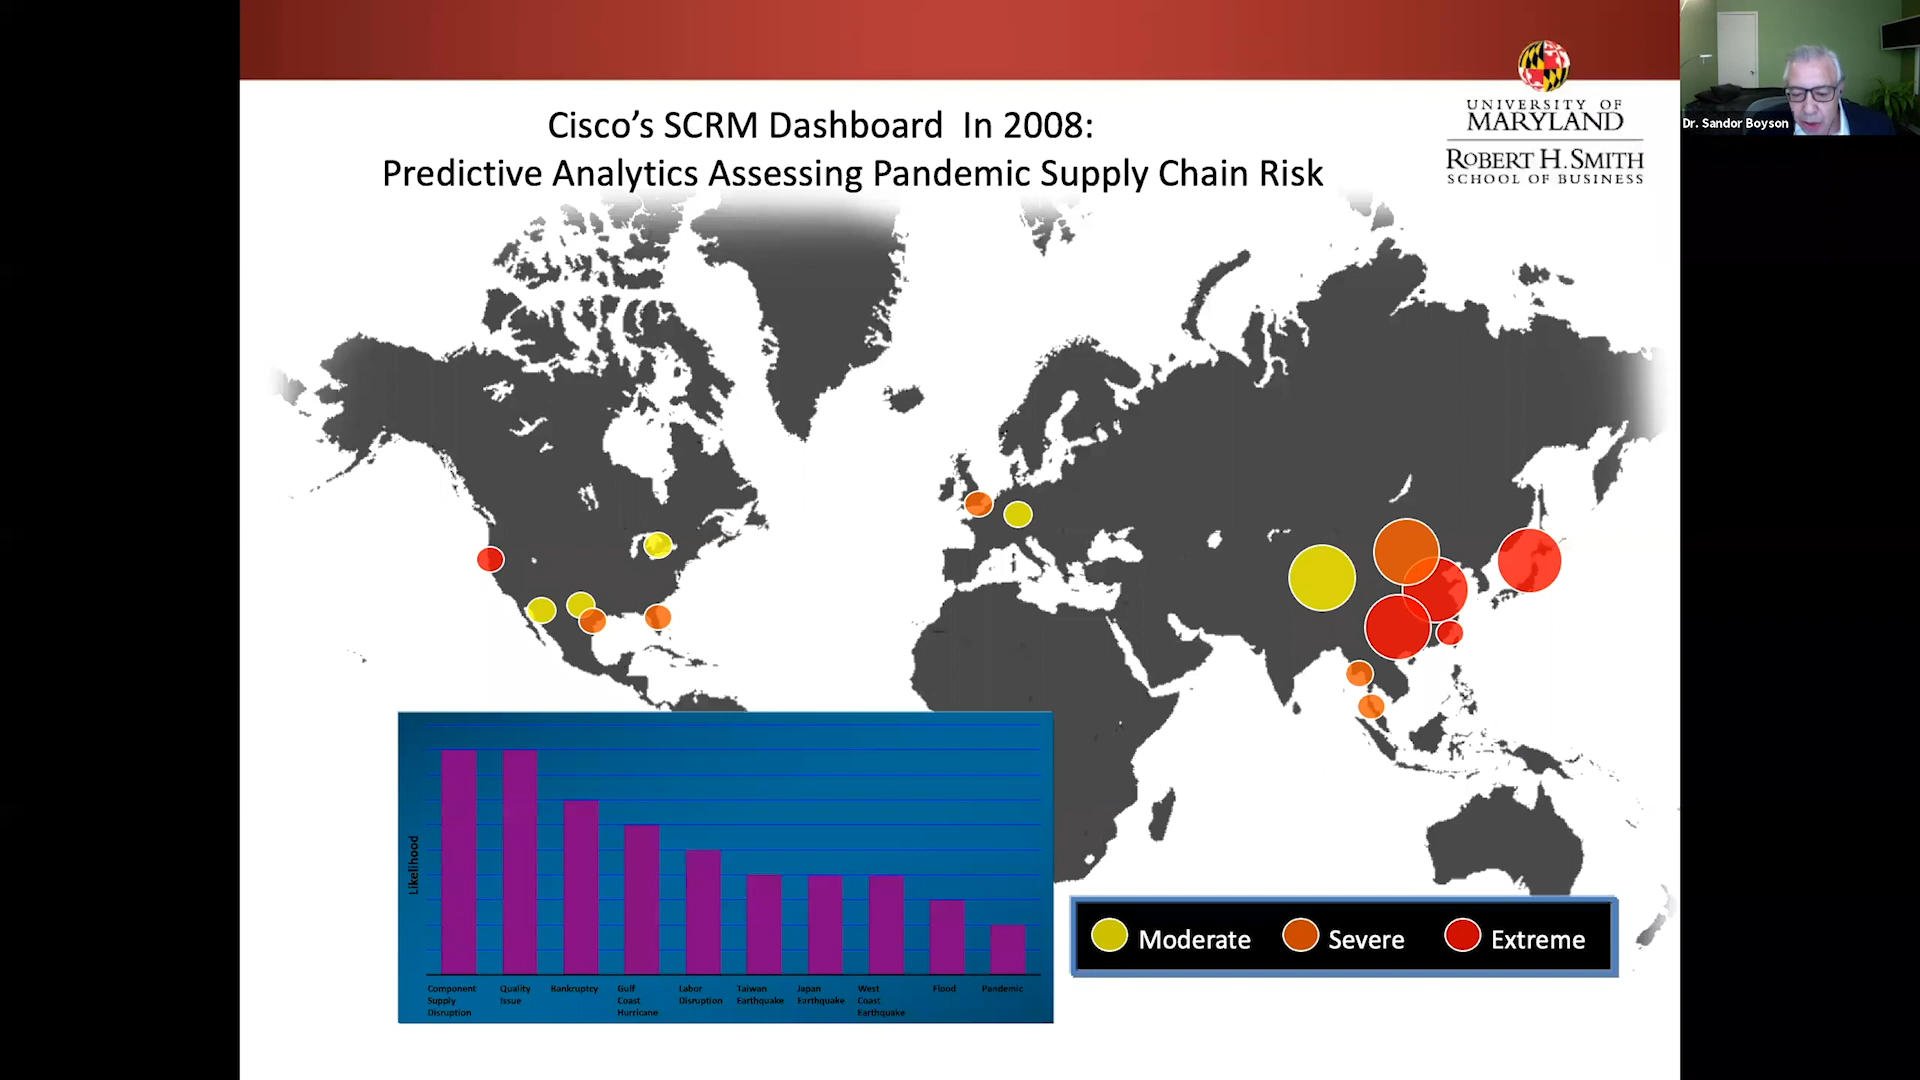 Cisco's SCRM Dashboard In 2008:
Predictive Analytics Assessing Pandemic Supply Chain Risk
UNIVERSITY OF
MARYLAND
ROBERT H. SMITH
SCHOOL OF BUSINESS
Dr. Sandor Boyson
Likelihood
Component
Supply
Disruption
Quality
Issue
Bankruptcy
Gulf
Coast
Hurricane
Labor
Disruption
Taiwan
Earthquake
Japan
Earthquake
West
Coast
Earthquake
Flood
Pandemic
Moderate
Severe
Extreme